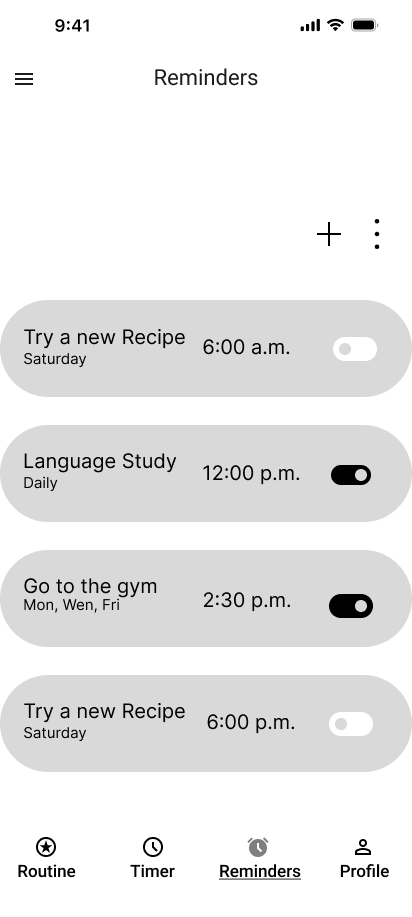 9:41
Reminders
Try a new Recipe
Saturday
6:00 a.m.
Language Study
Daily
12:00 p.m.
Go to the gym
Mon, Wen, Fri
2:30 p.m.
Try a new Recipe
Saturday
6:00 p.m.
Routine
Timer
Reminders
Profile